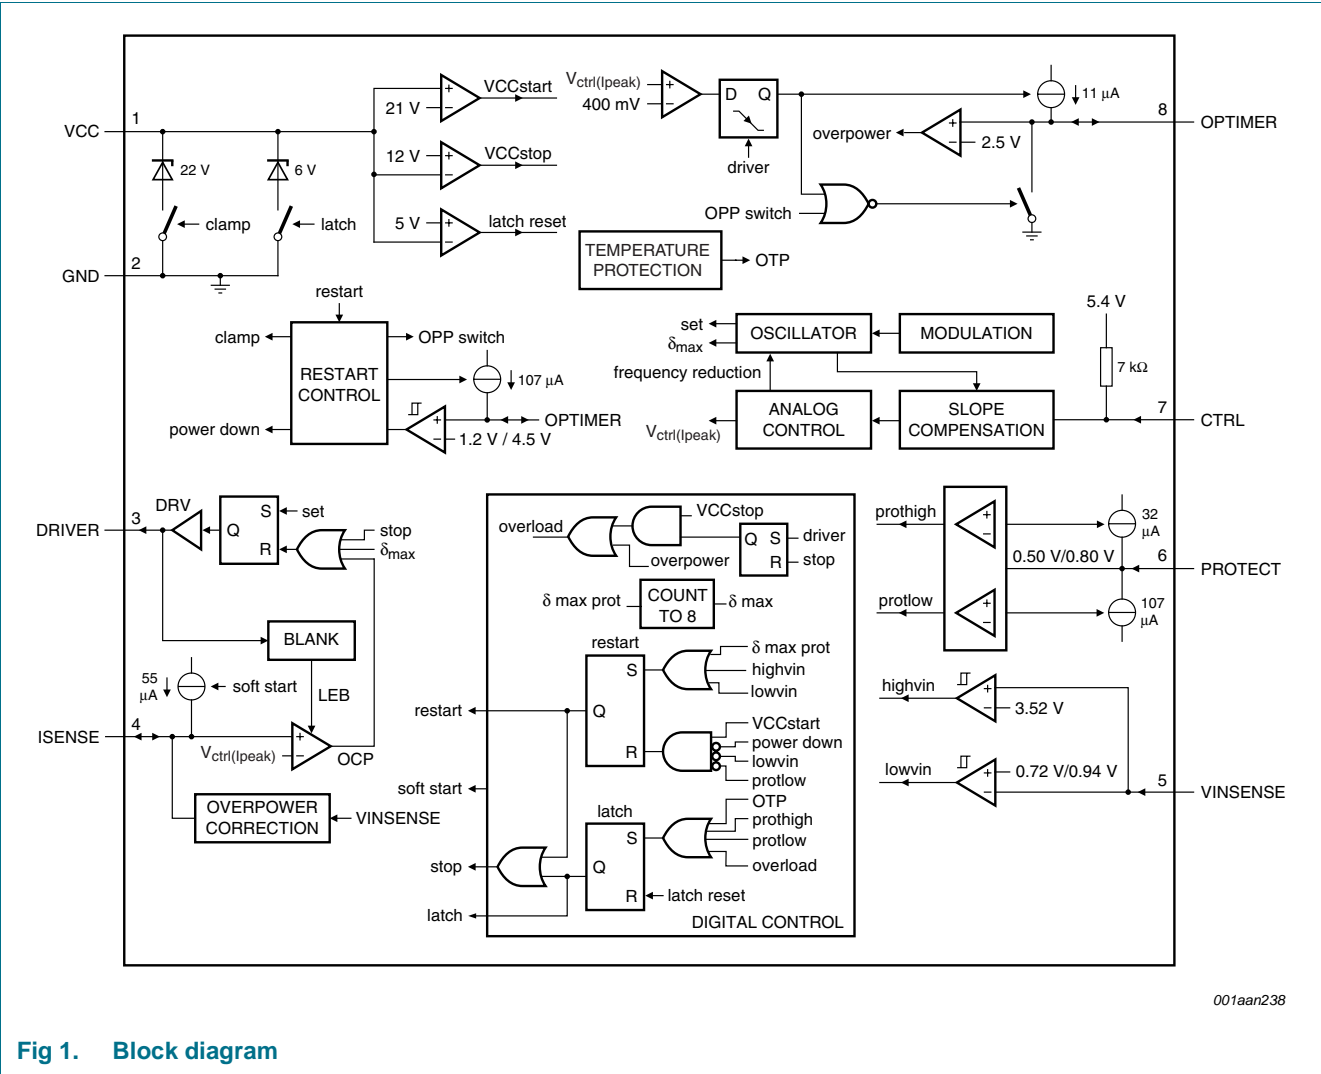 VCC
1
22 V
6 V
clamp
latch
GND
2
21 V
+
−
VCCstart
12 V
+
−
VCCstop
5 V
+
−
latch reset
Vctrl(Ipeak)
400 mV
+
−
D Q
driver
OPP switch
11 μA
overpower
+
−
2.5 V
8
OPTIMER
TEMPERATURE
PROTECTION
OTP
restart
clamp
RESTART
CONTROL
OPP switch
107 μA
power down
+
−
OPTIMER
1.2 V / 4.5 V
set
δmax
OSCILLATOR
MODULATION
frequency reduction
ANALOG
CONTROL
SLOPE
COMPENSATION
Vctrl(Ipeak)
5.4 V
7 kΩ
7
CTRL
DRIVER
3
DRV
Q
S
R
set
stop
δmax
BLANK
LEB
55
μA
soft start
ISENSE
4
Vctrl(Ipeak)
+
−
OCP
OVERPOWER
CORRECTION
VINSENSE
overload
VCCstop
overpower
Q S
R
driver
stop
δ max prot
COUNT
TO 8
δ max
restart
S
Q
R
δ max prot
highvin
lowvin
VCCstart
power down
lowvin
protlow
restart
soft start
latch
S
Q
R
OTP
prothigh
protlow
overload
latch reset
stop
latch
DIGITAL CONTROL
prothigh
+
−
32
μA
0.50 V/0.80 V
6
PROTECT
protlow
+
−
107
μA
highvin
+
−
3.52 V
lowvin
+
−
0.72 V/0.94 V
5
VINSENSE
001aan238
Fig 1. Block diagram